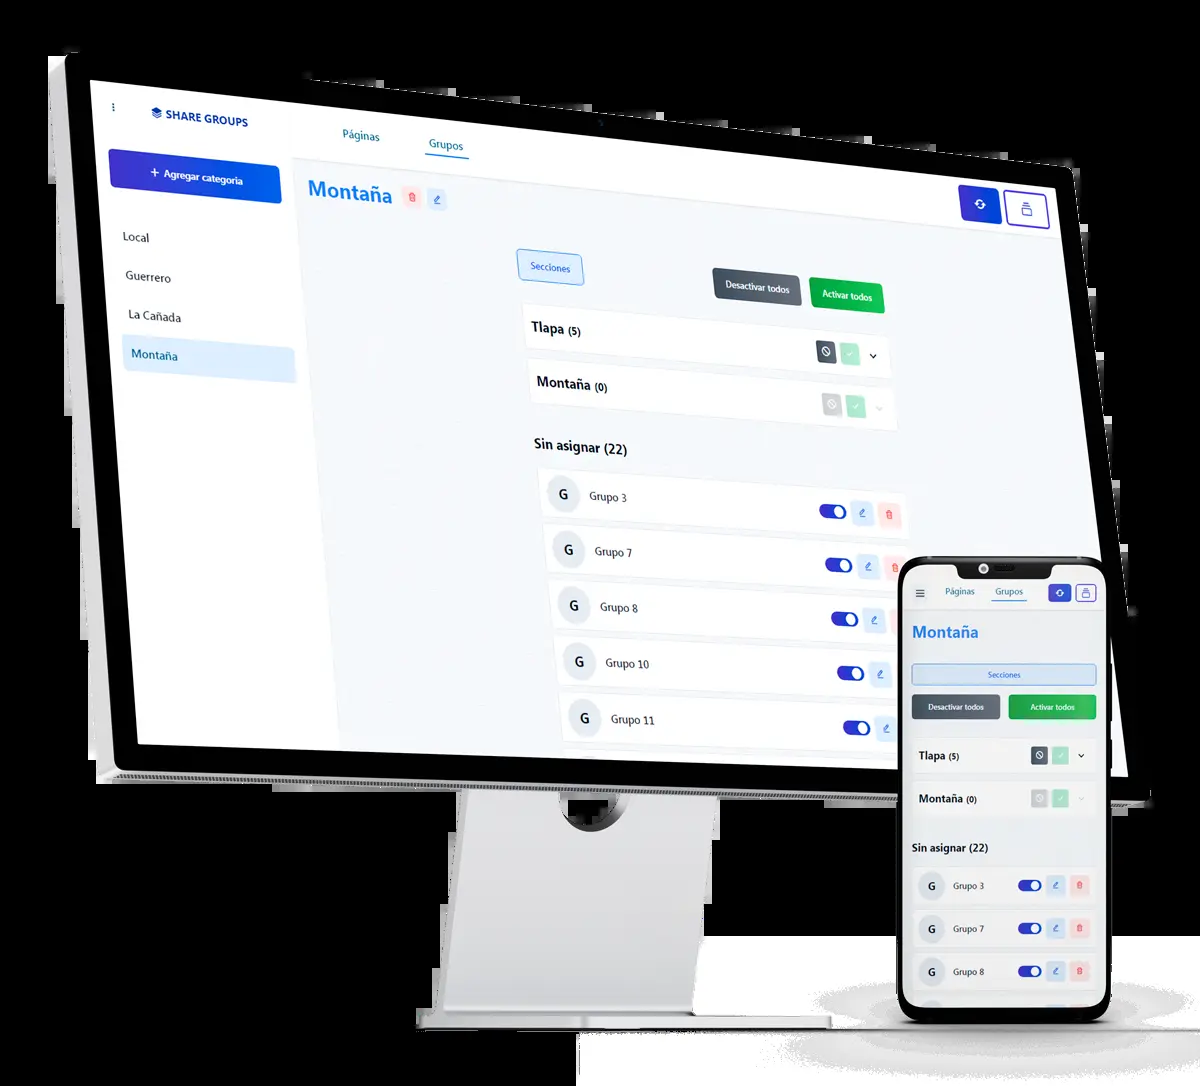 SHARE GROUPS
Páginas
Grupos
+ Agregar categoria
Montaña
Local
Guerrero
La Cañada
Montaña
Secciones
Desactivar todos
Activar todos
Tlapa (5)
Montaña (0)
Sin asignar (22)
G Grupo 3
G Grupo 7
G Grupo 8
G Grupo 10
G Grupo 11
Páginas Grupos
Montaña
Secciones
Desactivar todos Activar todos
Tlapa (5)
Montaña (0)
Sin asignar (22)
G Grupo 3
G Grupo 7
G Grupo 8